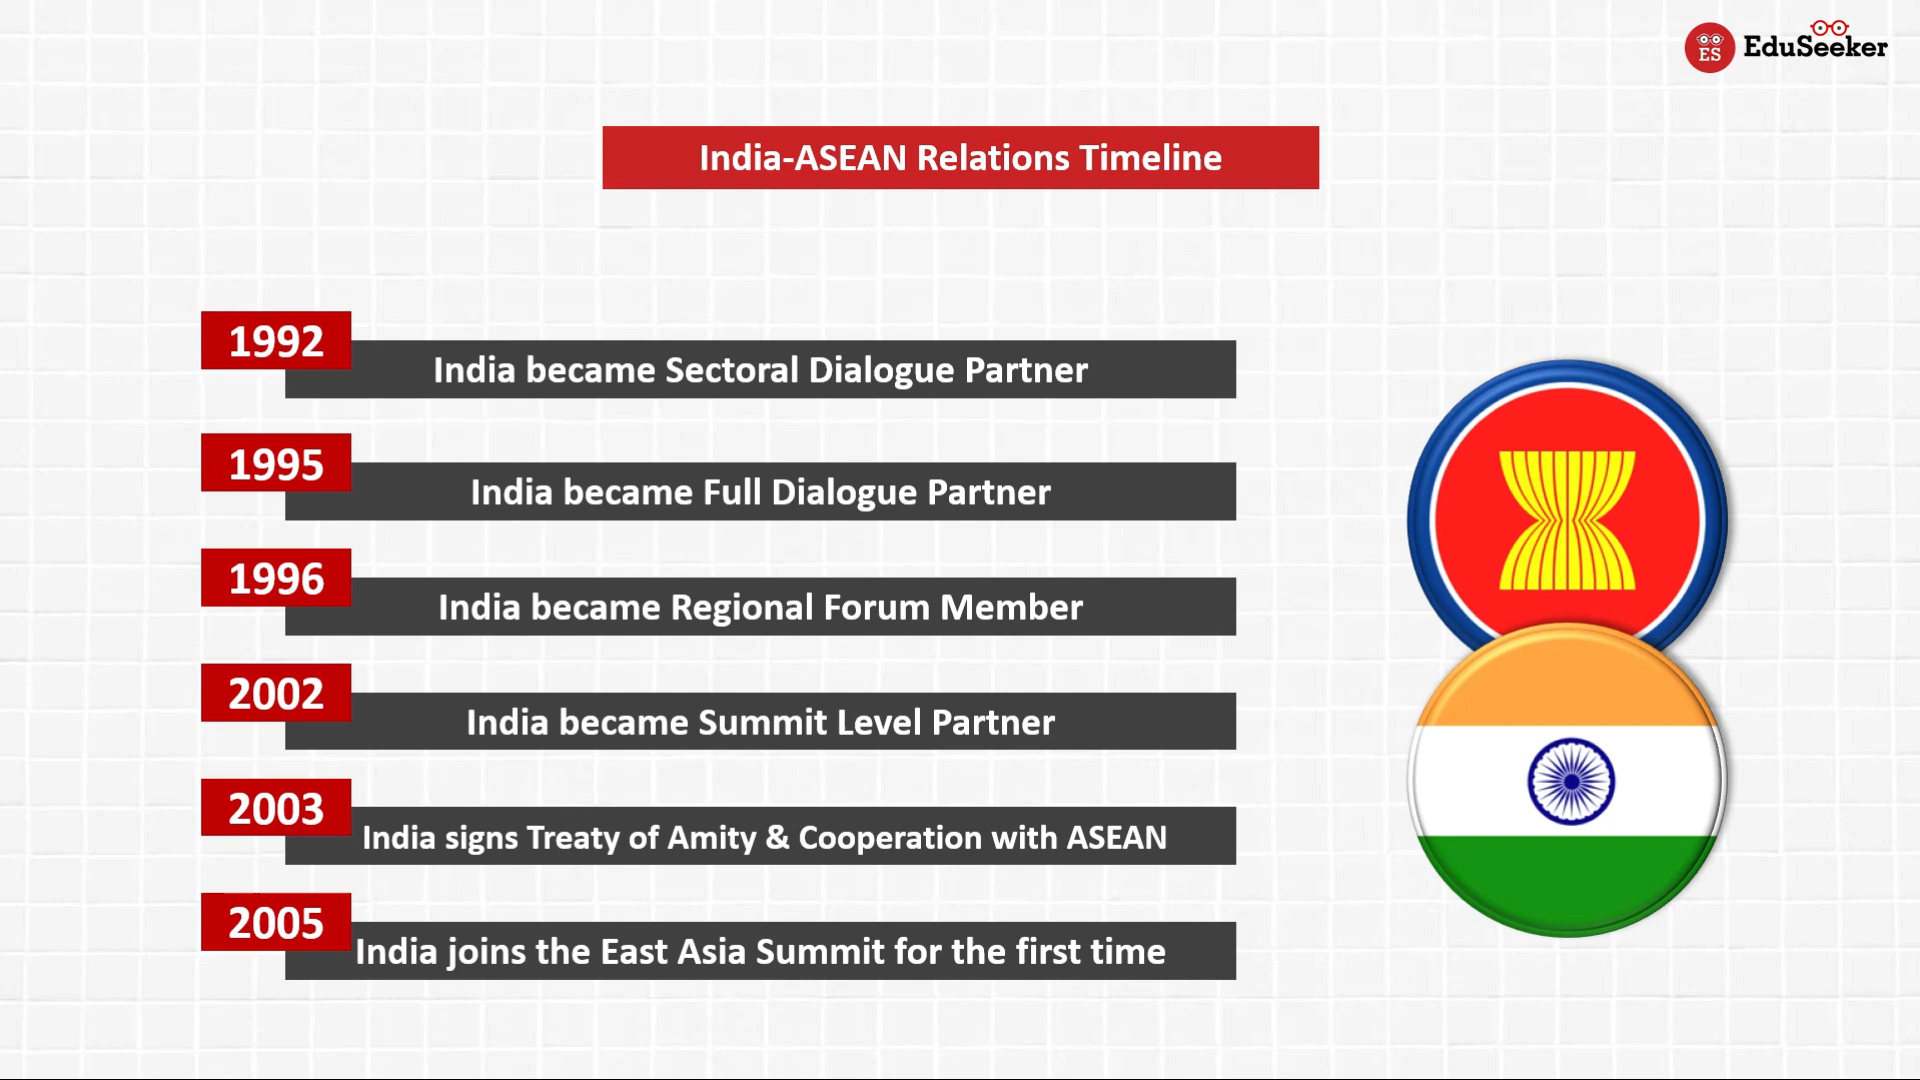 ES
EduSeeker
India-ASEAN Relations Timeline
1992
India became Sectoral Dialogue Partner
1995
India became Full Dialogue Partner
1996
India became Regional Forum Member
2002
India became Summit Level Partner
2003
India signs Treaty of Amity & Cooperation with ASEAN
2005
India joins the East Asia Summit for the first time